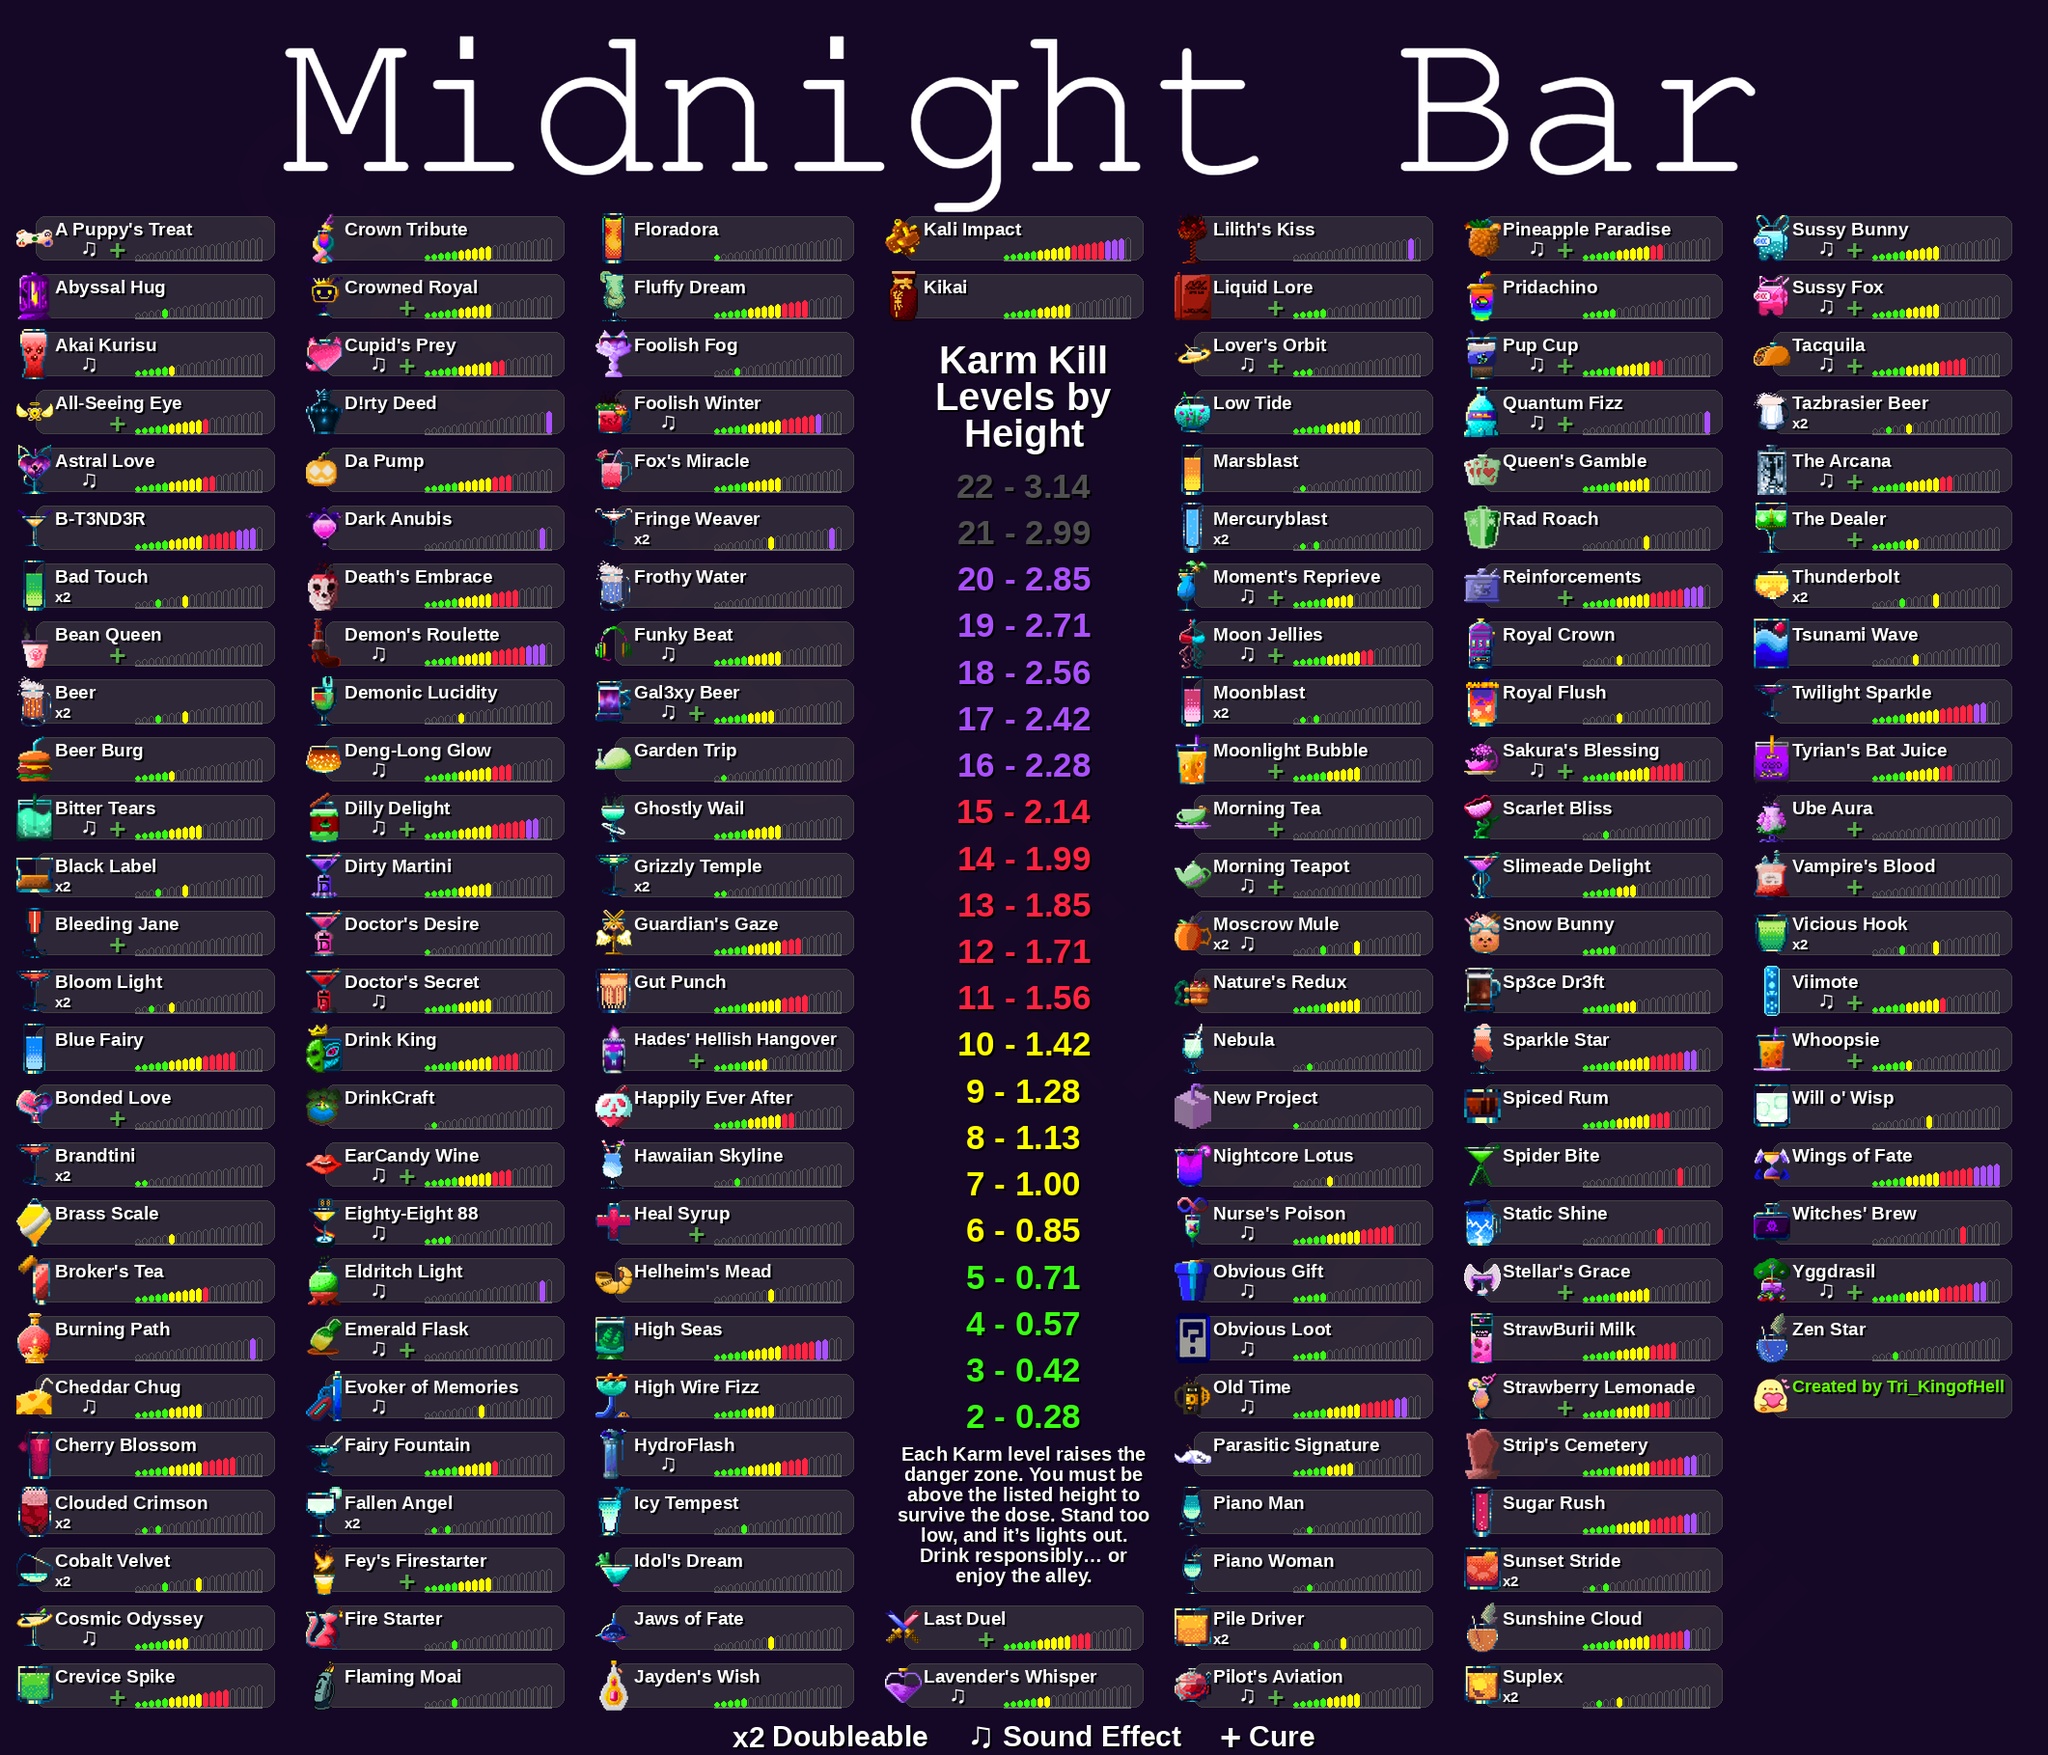 Midnight Bar
A Puppy's Treat
♫ +
Abyssal Hug
Akai Kurisu
♫
All-Seeing Eye
+
Astral Love
♫
B-T3ND3R
Bad Touch
x2
Bean Queen
+
Beer
x2
Beer Burg
Bitter Tears
♫ +
Black Label
x2
Bleeding Jane
+
Bloom Light
x2
Blue Fairy
Bonded Love
+
Brandtini
x2
Brass Scale
Broker's Tea
Burning Path
Cheddar Chug
♫
Cherry Blossom
Clouded Crimson
x2
Cobalt Velvet
x2
Cosmic Odyssey
♫
Crevice Spike
+
Crown Tribute
Crowned Royal
+
Cupid's Prey
♫ +
D!rty Deed
Da Pump
Dark Anubis
Death's Embrace
Demon's Roulette
♫
Demonic Lucidity
Deng-Long Glow
♫
Dilly Delight
♫ +
Dirty Martini
Doctor's Desire
Doctor's Secret
♫
Drink King
DrinkCraft
EarCandy Wine
♫ +
Eighty-Eight 88
♫
Eldritch Light
♫
Emerald Flask
♫ +
Evoker of Memories
♫
Fairy Fountain
Fallen Angel
x2
Fey's Firestarter
+
Fire Starter
Flaming Moai
Floradora
Fluffy Dream
Foolish Fog
Foolish Winter
♫
Fox's Miracle
Fringe Weaver
x2
Frothy Water
Funky Beat
♫
Gal3xy Beer
♫ +
Garden Trip
Ghostly Wail
Grizzly Temple
x2
Guardian's Gaze
Gut Punch
Hades' Hellish Hangover
+
Happily Ever After
Hawaiian Skyline
Heal Syrup
+
Helheim's Mead
High Seas
High Wire Fizz
HydroFlash
♫
Icy Tempest
Idol's Dream
Jaws of Fate
Jayden's Wish
Kali Impact
Kikai
Karm Kill
Levels by
Height
22 - 3.14
21 - 2.99
20 - 2.85
19 - 2.71
18 - 2.56
17 - 2.42
16 - 2.28
15 - 2.14
14 - 1.99
13 - 1.85
12 - 1.71
11 - 1.56
10 - 1.42
9 - 1.28
8 - 1.13
7 - 1.00
6 - 0.85
5 - 0.71
4 - 0.57
3 - 0.42
2 - 0.28
Each Karm level raises the
danger zone. You must be
above the listed height to
survive the dose. Stand too
low, and it's lights out.
Drink responsibly… or
enjoy the alley.
Last Duel
+
Lavender's Whisper
♫
Lilith's Kiss
Liquid Lore
+
Lover's Orbit
♫ +
Low Tide
Marsblast
Mercuryblast
x2
Moment's Reprieve
♫ +
Moon Jellies
♫ +
Moonblast
x2
Moonlight Bubble
+
Morning Tea
+
Morning Teapot
♫ +
Moscrow Mule
x2 ♫
Nature's Redux
Nebula
New Project
Nightcore Lotus
Nurse's Poison
♫
Obvious Gift
♫
Obvious Loot
♫
Old Time
♫
Parasitic Signature
Piano Man
Piano Woman
Pile Driver
x2
Pilot's Aviation
♫ +
Pineapple Paradise
♫ +
Pridachino
Pup Cup
♫ +
Quantum Fizz
♫ +
Queen's Gamble
Rad Roach
Reinforcements
+
Royal Crown
Royal Flush
Sakura's Blessing
♫ +
Scarlet Bliss
Slimeade Delight
Snow Bunny
Sp3ce Dr3ft
Sparkle Star
Spiced Rum
Spider Bite
Static Shine
Stellar's Grace
+
StrawBurii Milk
Strawberry Lemonade
+
Strip's Cemetery
Sugar Rush
Sunset Stride
x2
Sunshine Cloud
Suplex
x2
Sussy Bunny
♫ +
Sussy Fox
♫ +
Tacquila
♫ +
Tazbrasier Beer
x2
The Arcana
♫ +
The Dealer
+
Thunderbolt
x2
Tsunami Wave
Twilight Sparkle
Tyrian's Bat Juice
Ube Aura
+
Vampire's Blood
+
Vicious Hook
x2
Viimote
♫ +
Whoopsie
+
Will o' Wisp
Wings of Fate
Witches' Brew
Yggdrasil
♫ +
Zen Star
Created by Tri_KingofHell
x2 Doubleable ♫ Sound Effect + Cure